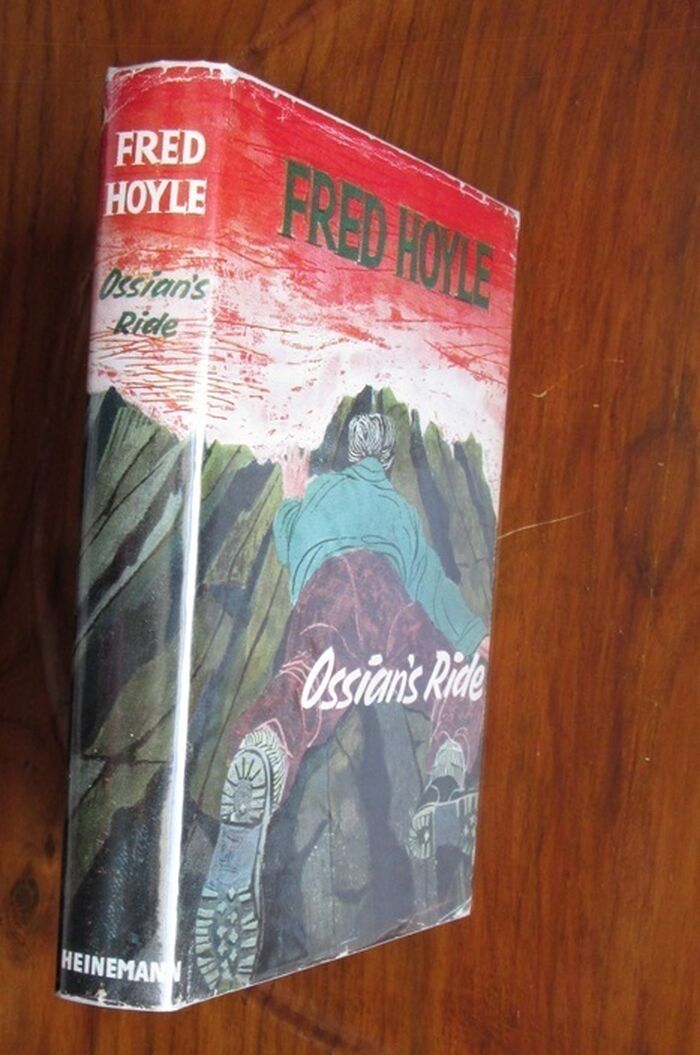 FRED
HOYLE
Ossian's
Ride
HEINEMANN
FRED HOYLE
Ossian's Ride